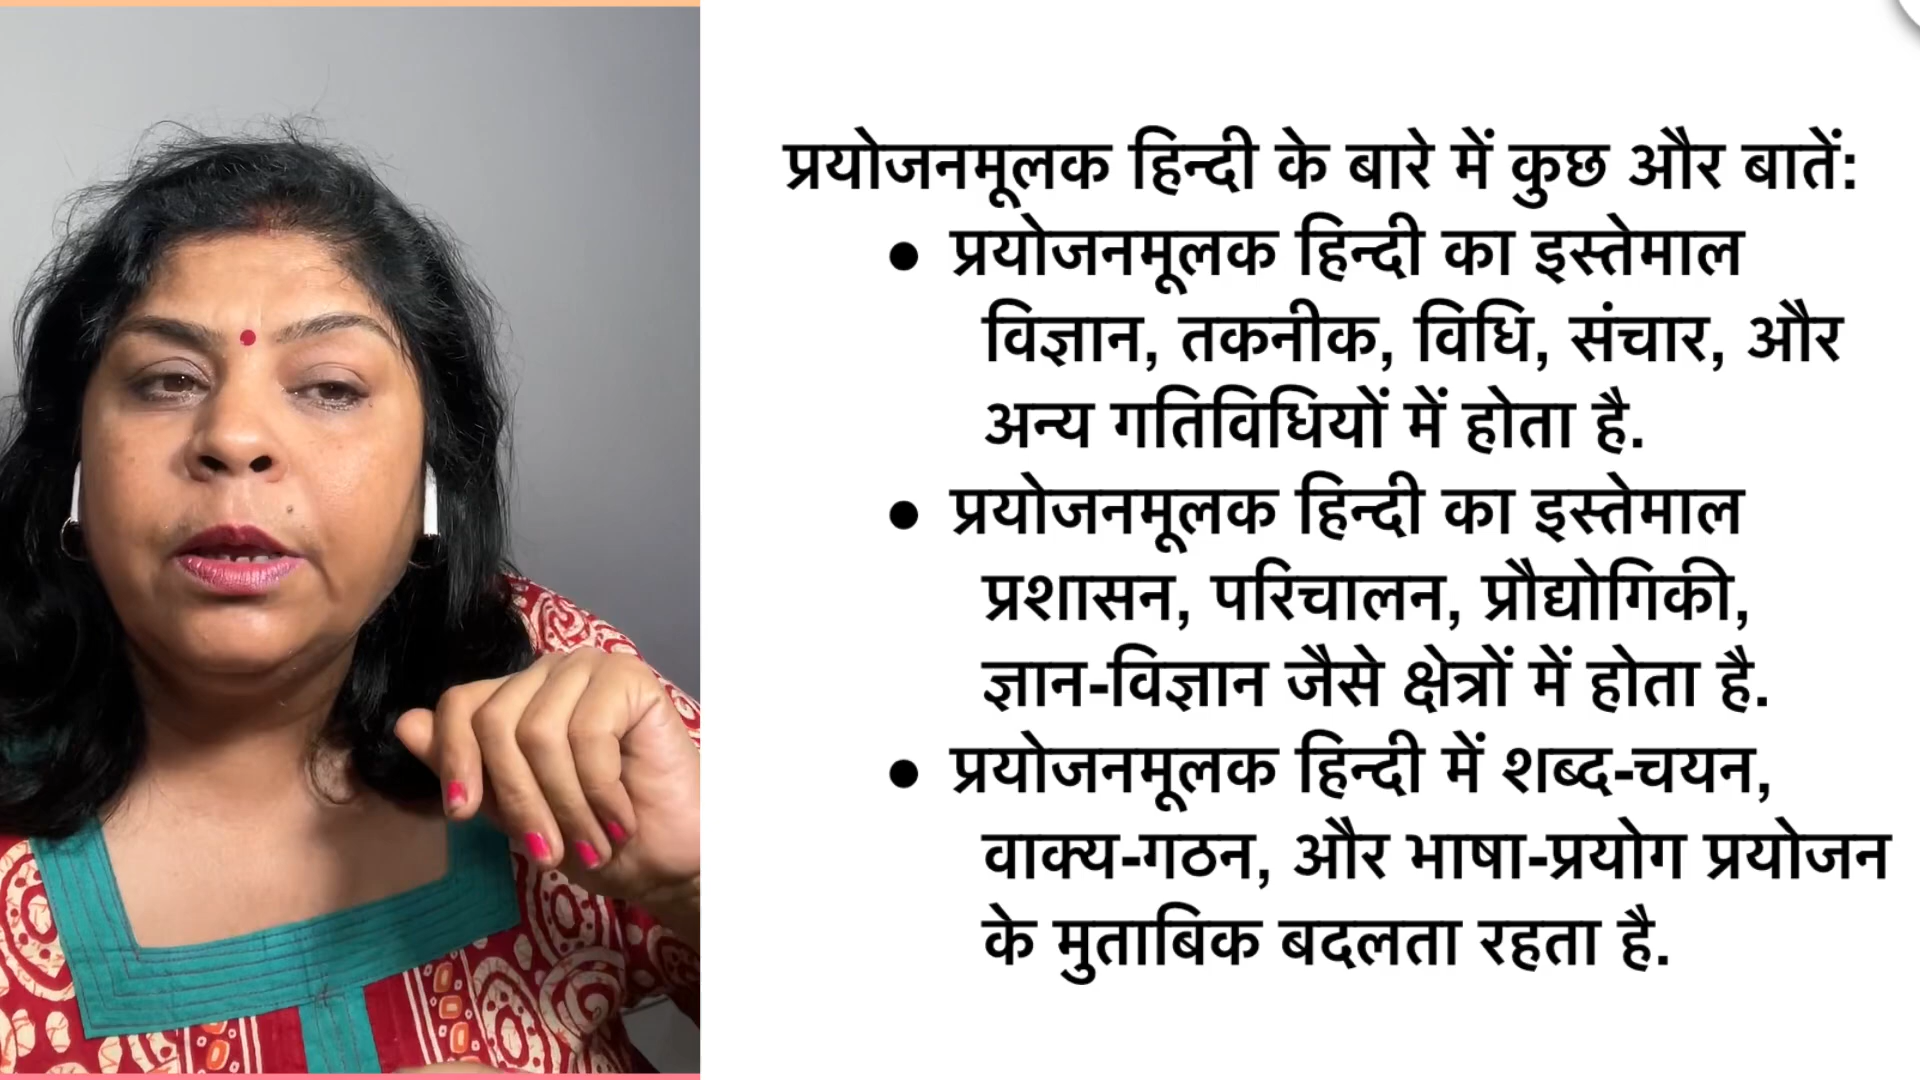 प्रयोजनमूलक हिन्दी के बारे में कुछ और बातें:
● प्रयोजनमूलक हिन्दी का इस्तेमाल
विज्ञान, तकनीक, विधि, संचार, और
अन्य गतिविधियों में होता है.
● प्रयोजनमूलक हिन्दी का इस्तेमाल
प्रशासन, परिचालन, प्रौद्योगिकी,
ज्ञान-विज्ञान जैसे क्षेत्रों में होता है.
● प्रयोजनमूलक हिन्दी में शब्द-चयन,
वाक्य-गठन, और भाषा-प्रयोग प्रयोजन
के मुताबिक बदलता रहता है.